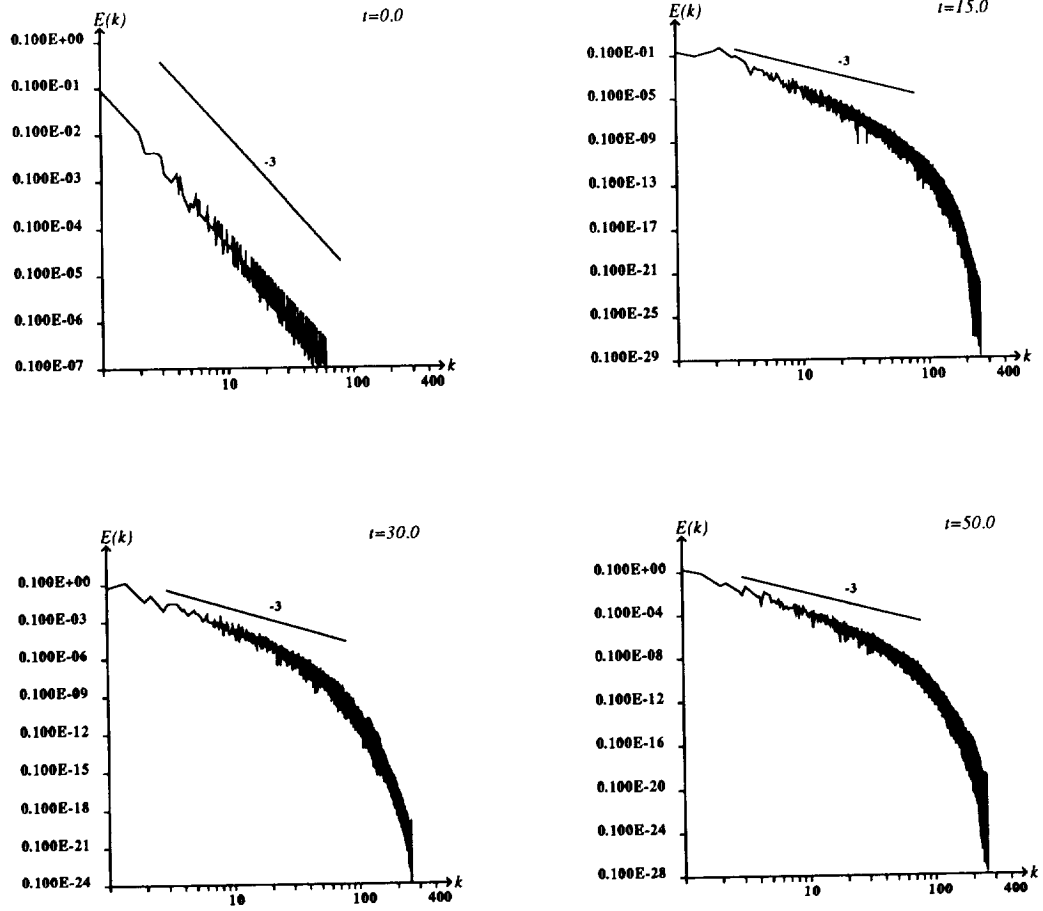 E(k) t=0.0
0.100E+00
0.100E-01
0.100E-02
0.100E-03
0.100E-04
0.100E-05
0.100E-06
0.100E-07
-3
10 100 400 k
E(k) t=15.0
0.100E-01
0.100E-05
0.100E-09
0.100E-13
0.100E-17
0.100E-21
0.100E-25
0.100E-29
-3
10 100 400 k
E(k) t=30.0
0.100E+00
0.100E-03
0.100E-06
0.100E-09
0.100E-12
0.100E-15
0.100E-18
0.100E-21
0.100E-24
-3
10 100 400 k
E(k) t=50.0
0.100E+00
0.100E-04
0.100E-08
0.100E-12
0.100E-16
0.100E-20
0.100E-24
0.100E-28
-3
10 100 400 k